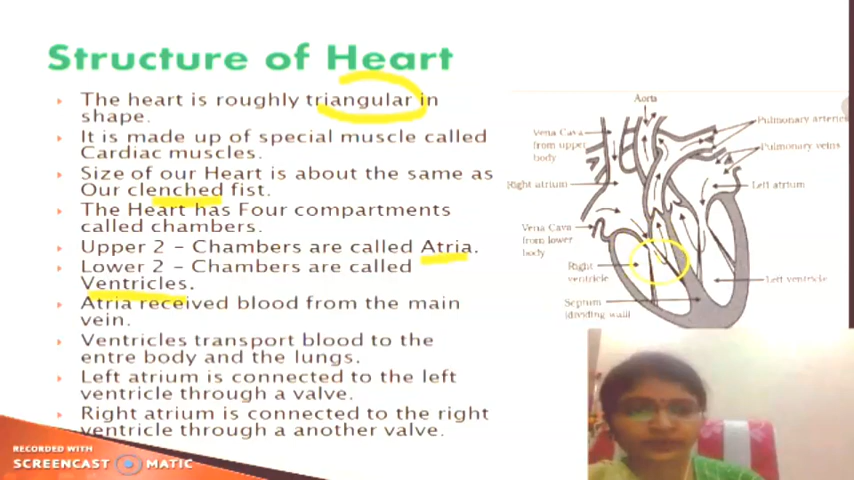 Structure of Heart
The heart is roughly triangular in
shape.
It is made up of special muscle called
Cardiac muscles.
Size of our Heart is about the same as
Our clenched fist.
The Heart has Four compartments
called chambers.
Upper 2 – Chambers are called Atria.
Lower 2 – Chambers are called
Ventricles.
Atria received blood from the main
vein.
Ventricles transport blood to the
entre body and the lungs.
Left atrium is connected to the left
ventricle through a valve.
Right atrium is connected to the right
ventricle through a another valve.
Aorta
Vena Cava
from upper
body
Right atrium
Vena Cava
from lower
body
Right
ventricle
Septum
(dividing wall)
Pulmonary arteries
Pulmonary veins
Left atrium
Left ventricle
RECORDED WITH
SCREENCAST MATIC